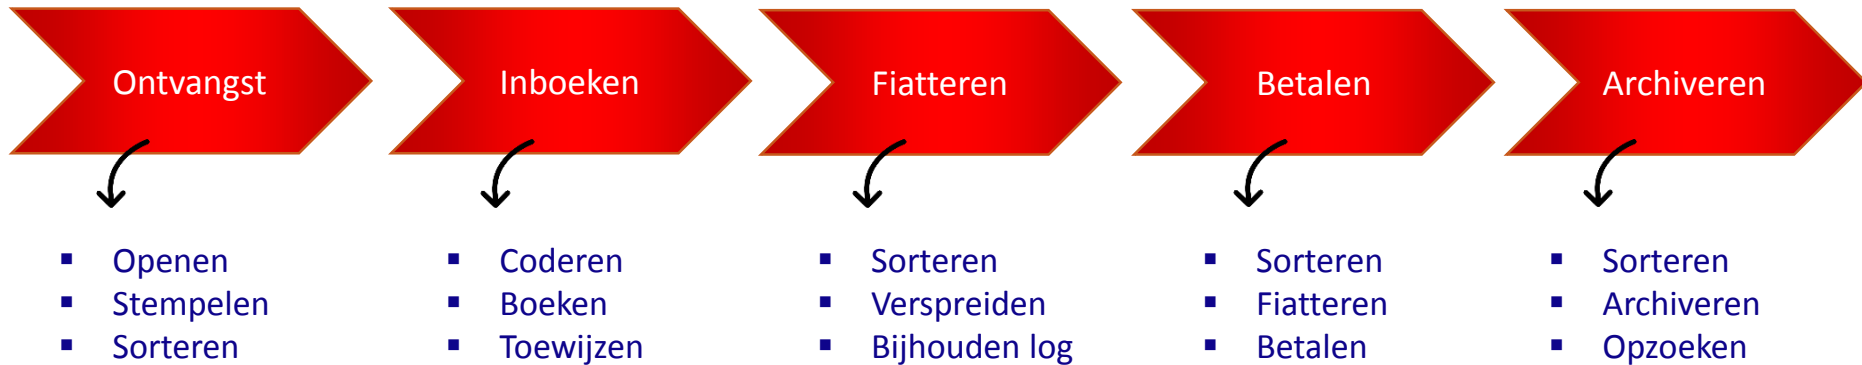 Ontvangst
Inboeken
Fiatteren
Betalen
Archiveren
▪ Openen
▪ Stempelen
▪ Sorteren
▪ Coderen
▪ Boeken
▪ Toewijzen
▪ Sorteren
▪ Verspreiden
▪ Bijhouden log
▪ Sorteren
▪ Fiatteren
▪ Betalen
▪ Sorteren
▪ Archiveren
▪ Opzoeken